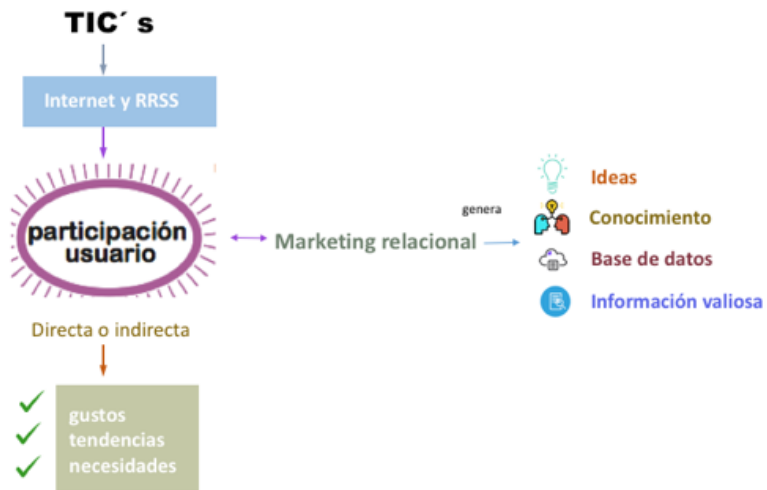 TIC´ s
Internet y RRSS
participación
usuario
Directa o indirecta
gustos
tendencias
necesidades
Marketing relacional
genera
Ideas
Conocimiento
Base de datos
Información valiosa